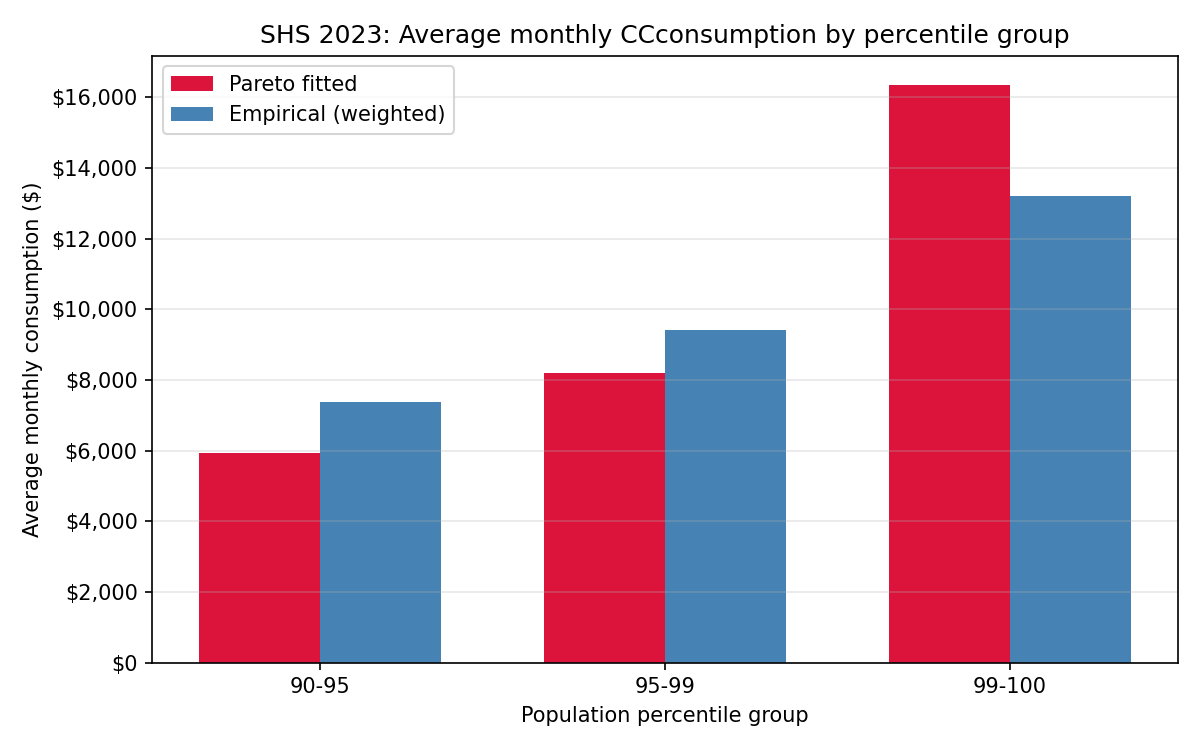 SHS 2023: Average monthly CCconsumption by percentile group
Pareto fitted
Empirical (weighted)
Average monthly consumption ($)
$16,000
$14,000
$12,000
$10,000
$8,000
$6,000
$4,000
$2,000
$0
90-95
95-99
99-100
Population percentile group